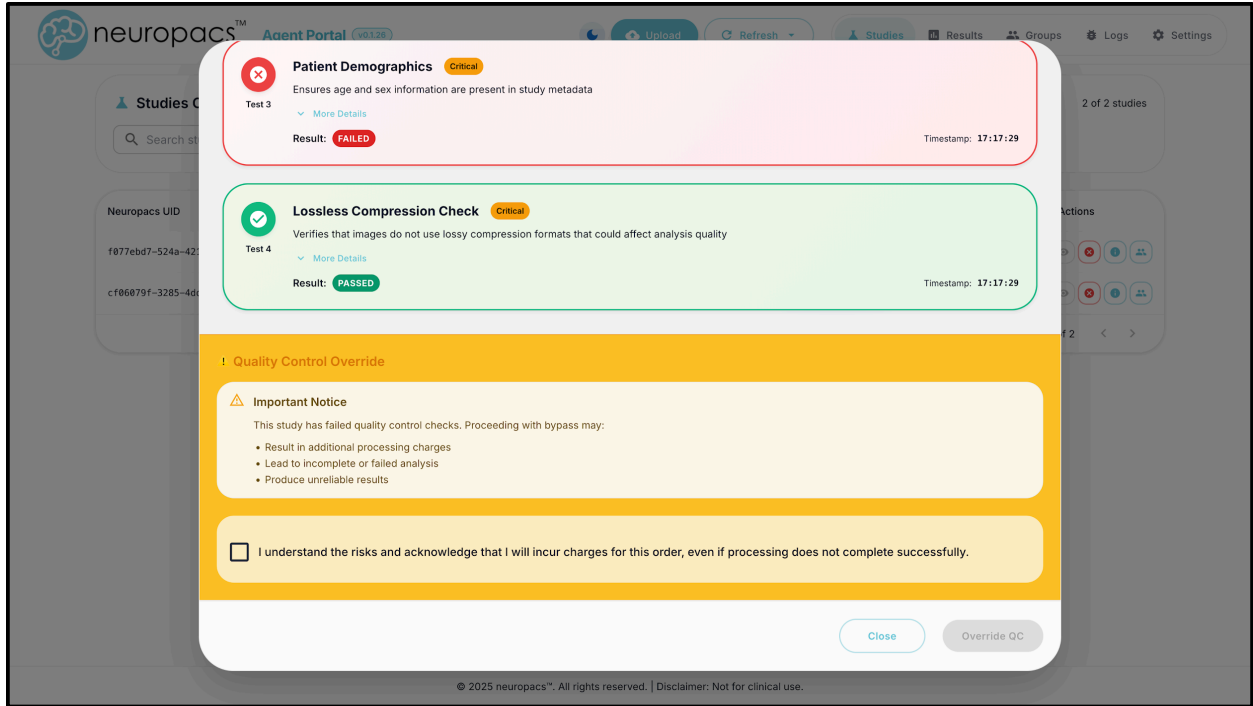 neuropacs™ Agent Portal v0.1.26 Upload Refresh Studies Results Groups Logs Settings
Studies
2 of 2 studies
Search
Neuropacs UID
Actions
f077ebd7-524a-42
cf06079f-3285-4d
2
Patient Demographics Critical
Ensures age and sex information are present in study metadata
Test 3
More Details
Result: FAILED
Timestamp: 17:17:29
Lossless Compression Check Critical
Verifies that images do not use lossy compression formats that could affect analysis quality
Test 4
More Details
Result: PASSED
Timestamp: 17:17:29
! Quality Control Override
Important Notice
This study has failed quality control checks. Proceeding with bypass may:
• Result in additional processing charges
• Lead to incomplete or failed analysis
• Produce unreliable results
I understand the risks and acknowledge that I will incur charges for this order, even if processing does not complete successfully.
Close
Override QC
© 2025 neuropacs™. All rights reserved. | Disclaimer: Not for clinical use.